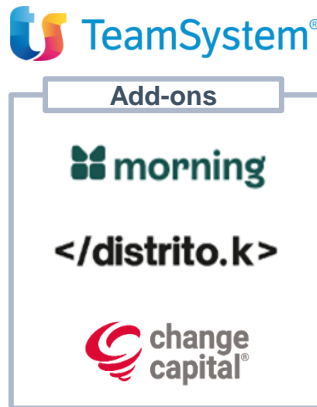 TeamSystem®
Add-ons
morning
</distrito.k>
change
capital®